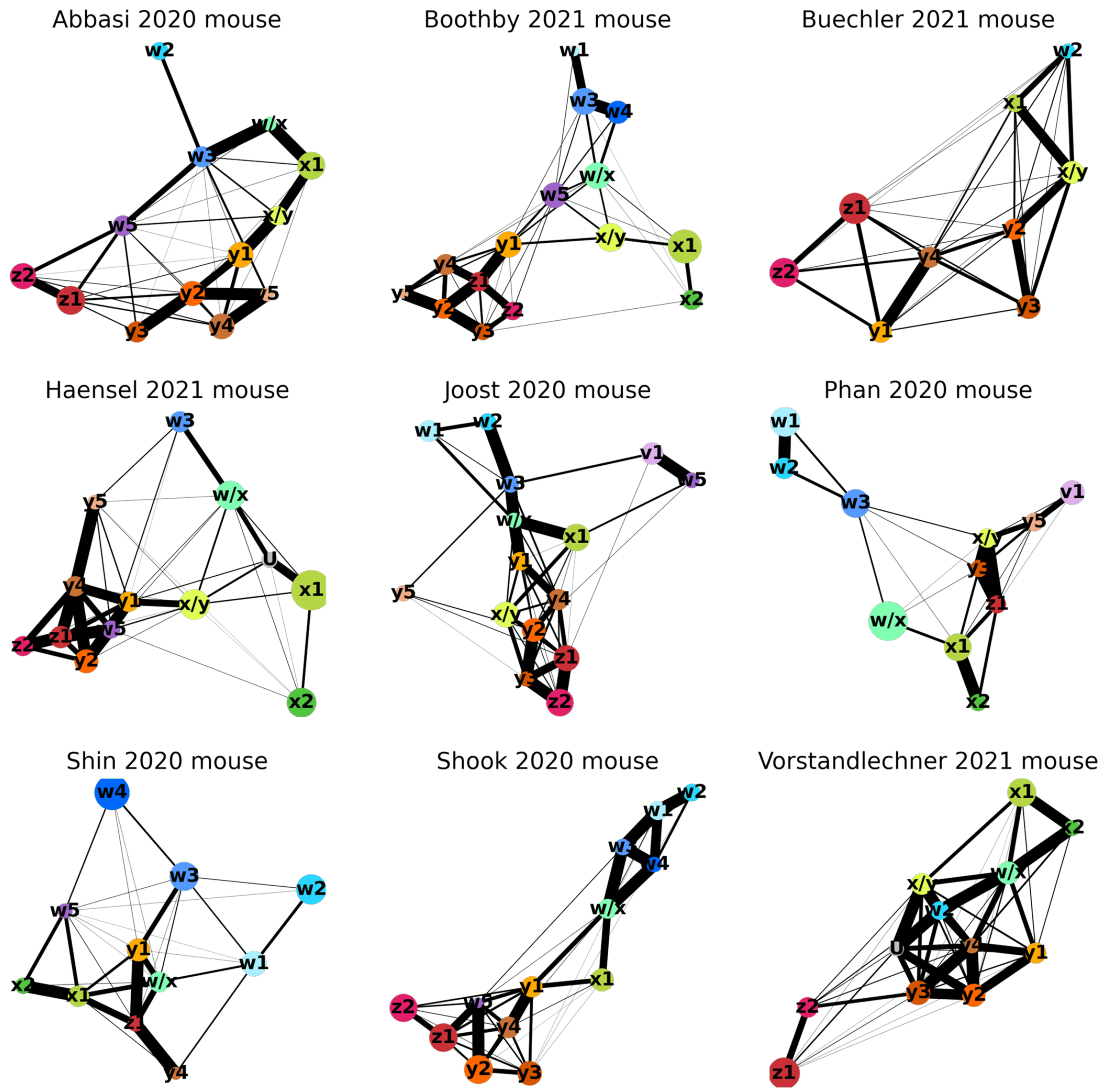 Abbasi 2020 mouse
w2
w/x
w3
x1
x/y
w5
y1
z2
z1
y2
y5
y3
y4
Boothby 2021 mouse
w1
w3
w4
w/x
w5
x/y
y1
x1
y4
z1
y2
z2
x2
y3
Buechler 2021 mouse
w2
x1
x/y
z1
y2
y4
z2
y3
y1
Haensel 2021 mouse
w3
w/x
y5
U
x1
y4
y1
x/y
w5
z1
z2
y2
x2
Joost 2020 mouse
w1
w2
v1
w5
w3
w/x
x1
y1
y5
y4
x/y
y2
z1
y3
z2
Phan 2020 mouse
w1
w2
v1
w3
y5
x/y
y3
z1
w/x
x1
x2
Shin 2020 mouse
w4
w3
w2
w5
y1
w1
w/x
x2
x1
z1
y4
Shook 2020 mouse
w2
w1
w3
w4
w/x
x1
y1
z2
w5
y4
z1
y2
y3
Vorstandlechner 2021 mouse
x1
x2
w/x
x/y
w2
U
y4
y1
y3
y2
z2
z1